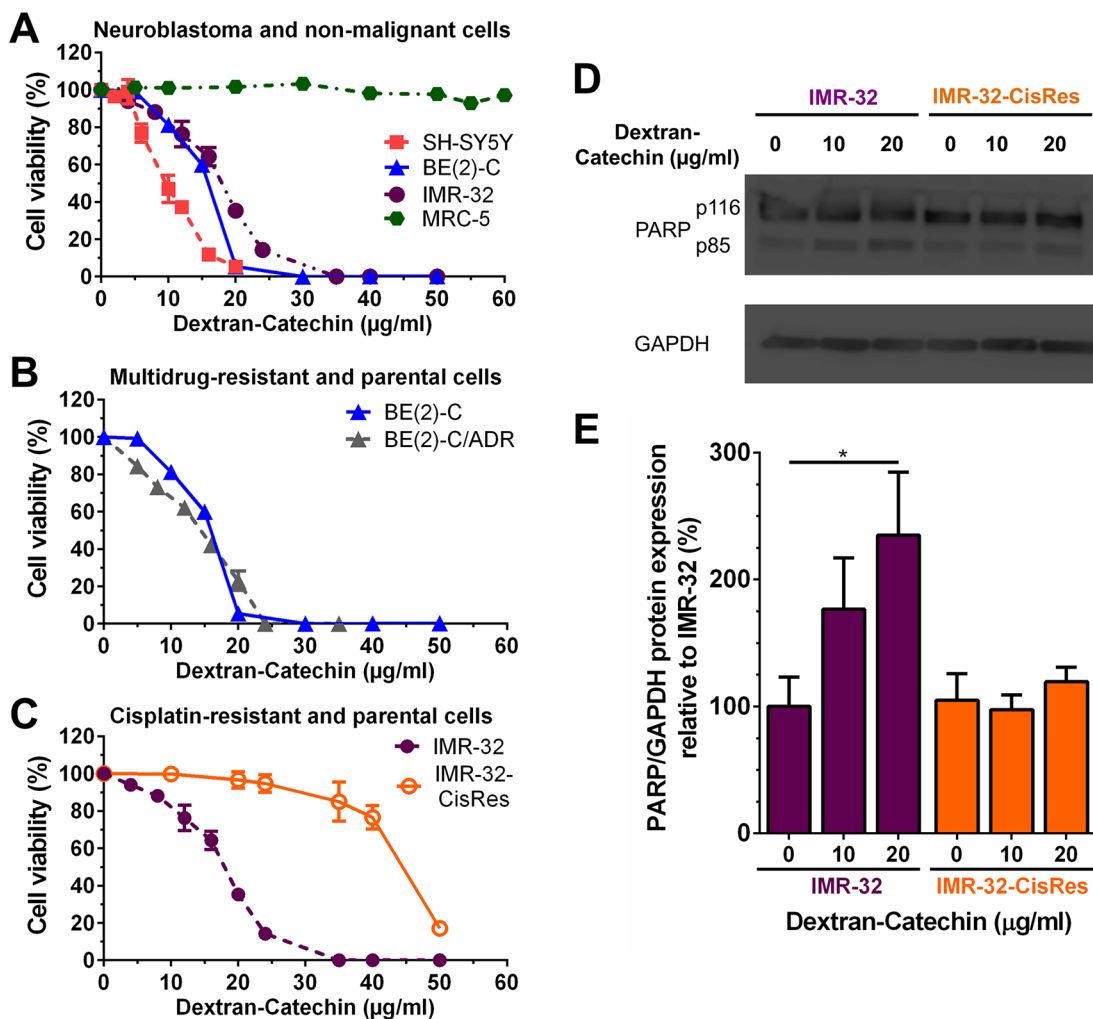 A
Neuroblastoma and non-malignant cells
Cell viability (%)
120
100
80
60
40
20
0
SH-SY5Y
BE(2)-C
IMR-32
MRC-5
0 10 20 30 40 50 60
Dextran-Catechin (µg/ml)
B
Multidrug-resistant and parental cells
Cell viability (%)
120
100
80
60
40
20
0
BE(2)-C
BE(2)-C/ADR
0 10 20 30 40 50 60
Dextran-Catechin (µg/ml)
C
Cisplatin-resistant and parental cells
Cell viability (%)
120
100
80
60
40
20
0
IMR-32
IMR-32-
CisRes
0 10 20 30 40 50 60
Dextran-Catechin (µg/ml)
D
IMR-32 IMR-32-CisRes
Dextran-
Catechin (µg/ml)
0 10 20 0 10 20
PARP
p116
p85
GAPDH
E
PARP/GAPDH protein expression
relative to IMR-32 (%)
300
250
200
150
100
50
0
*
0 10 20 0 10 20
IMR-32 IMR-32-CisRes
Dextran-Catechin (µg/ml)